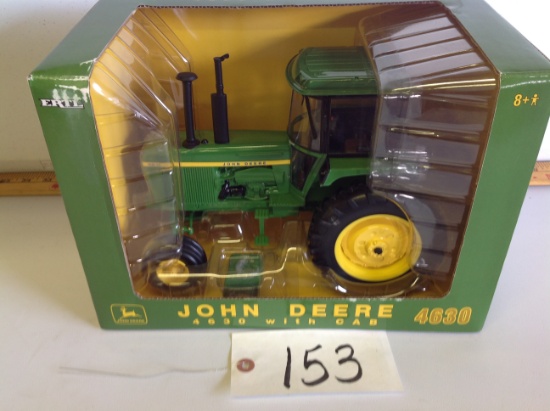 ERTL
8+
JOHN DEERE
JOHN DEERE
4630
4630 with CAB
JOHN DEERE
153